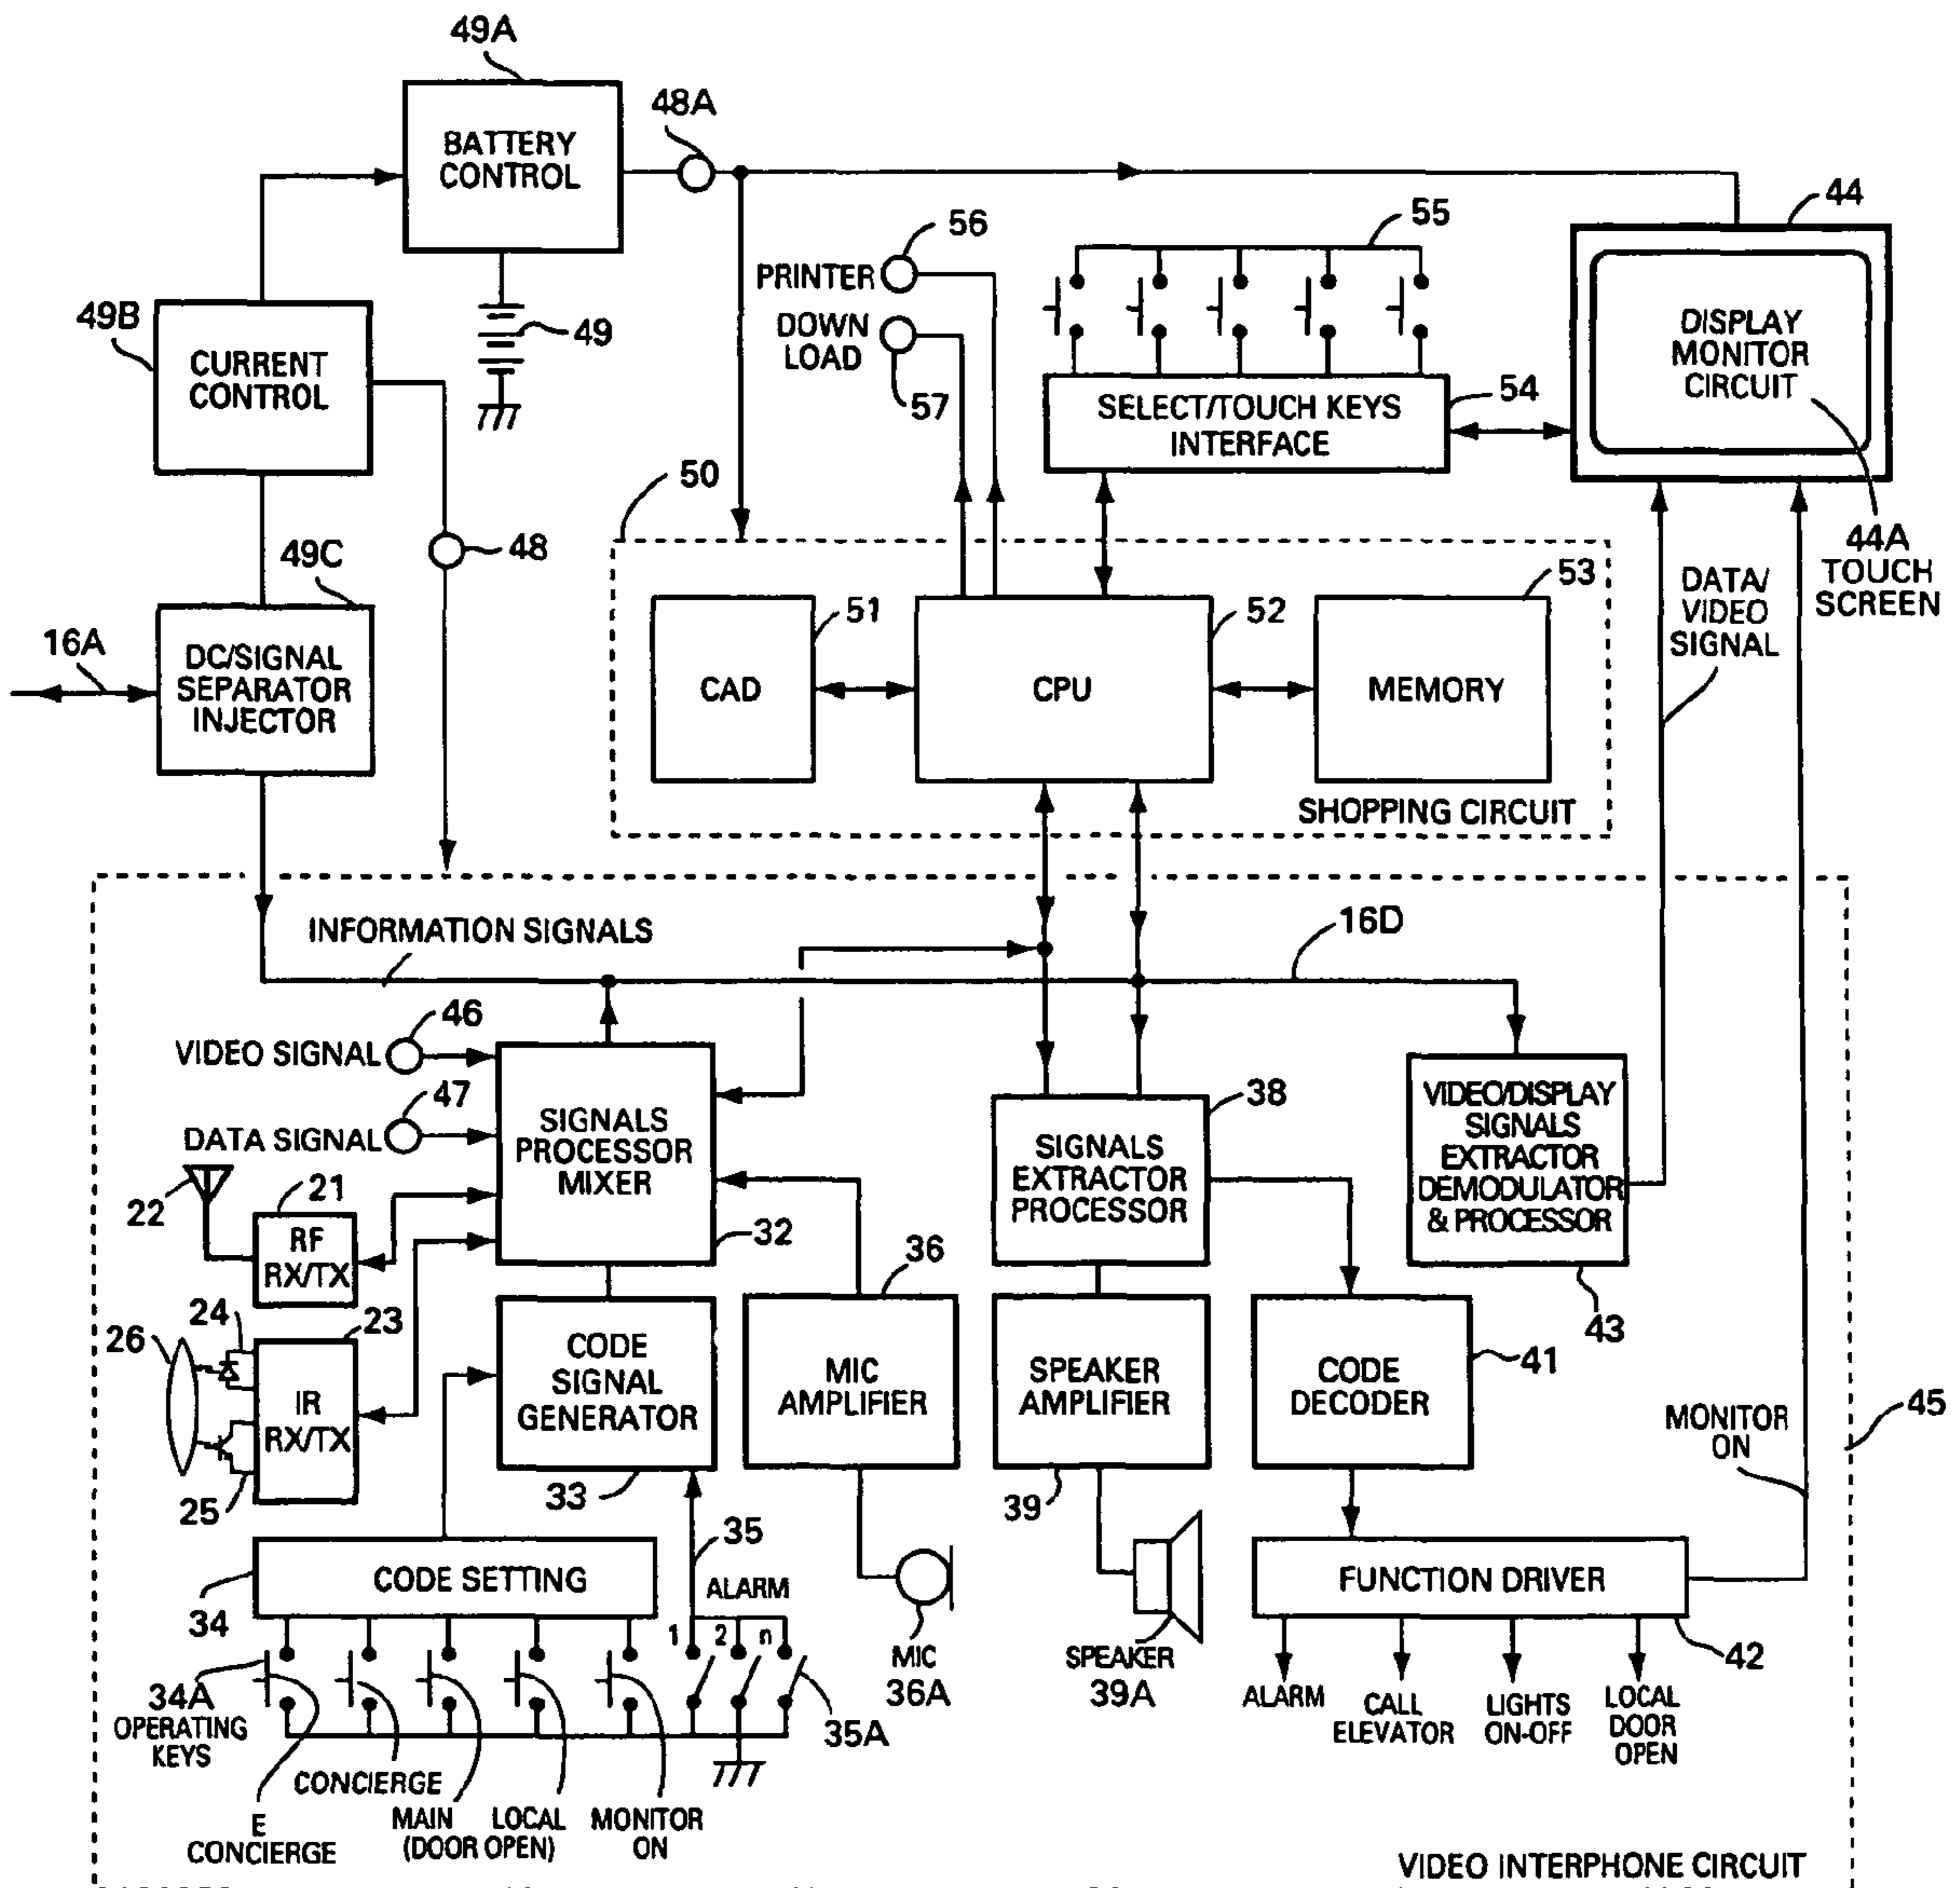 49A
48A
BATTERY
CONTROL
44
56
55
PRINTER
49B
49
DOWN
LOAD
DISPLAY
MONITOR
CIRCUIT
CURRENT
CONTROL
57
SELECT/TOUCH KEYS
INTERFACE
54
50
48
49C
44A
TOUCH
SCREEN
DATA/
VIDEO
SIGNAL
53
51
52
16A
DC/SIGNAL
SEPARATOR
INJECTOR
CAD
CPU
MEMORY
SHOPPING CIRCUIT
INFORMATION SIGNALS
16D
46
VIDEO SIGNAL
47
DATA SIGNAL
SIGNALS
PROCESSOR
MIXER
38
SIGNALS
EXTRACTOR
PROCESSOR
VIDEO/DISPLAY
SIGNALS
EXTRACTOR
DEMODULATOR
& PROCESSOR
22
21
RF
RX/TX
32
36
43
24
23
26
IR
RX/TX
25
CODE
SIGNAL
GENERATOR
MIC
AMPLIFIER
SPEAKER
AMPLIFIER
CODE
DECODER
41
45
MONITOR
ON
33
39
35
CODE SETTING
34
ALARM
1 2 n
FUNCTION DRIVER
42
MIC
36A
SPEAKER
39A
34A
OPERATING
KEYS
35A
ALARM
CALL
ELEVATOR
LIGHTS
ON-OFF
LOCAL
DOOR
OPEN
E
CONCIERGE
CONCIERGE
MAIN LOCAL
(DOOR OPEN)
MONITOR
ON
VIDEO INTERPHONE CIRCUIT